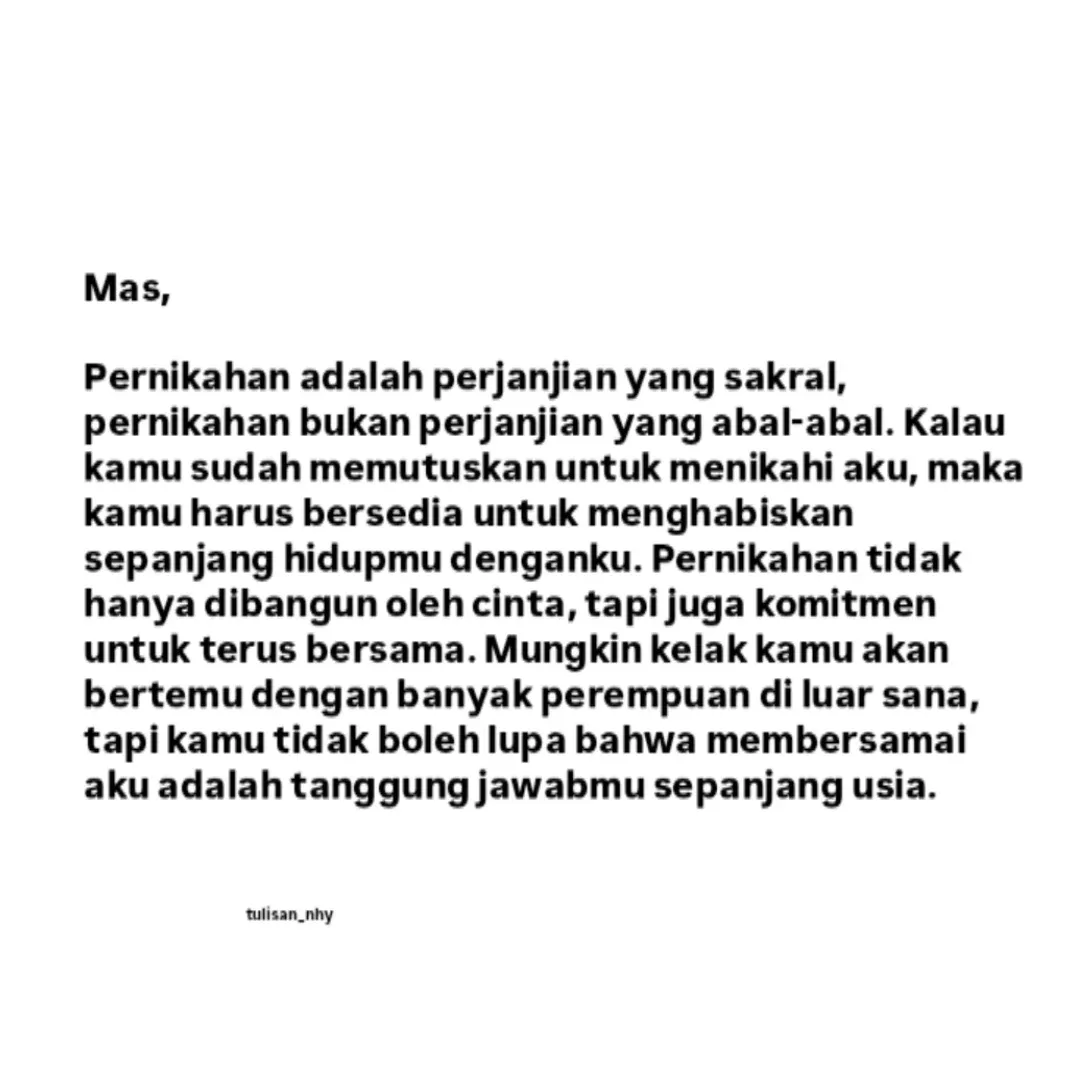 Mas,
Pernikahan adalah perjanjian yang sakral,
pernikahan bukan perjanjian yang abal-abal. Kalau
kamu sudah memutuskan untuk menikahi aku, maka
kamu harus bersedia untuk menghabiskan
sepanjang hidupmu denganku. Pernikahan tidak
hanya dibangun oleh cinta, tapi juga komitmen
untuk terus bersama. Mungkin kelak kamu akan
bertemu dengan banyak perempuan di luar sana,
tapi kamu tidak boleh lupa bahwa membersamai
aku adalah tanggung jawabmu sepanjang usia.
tulisan_nhy